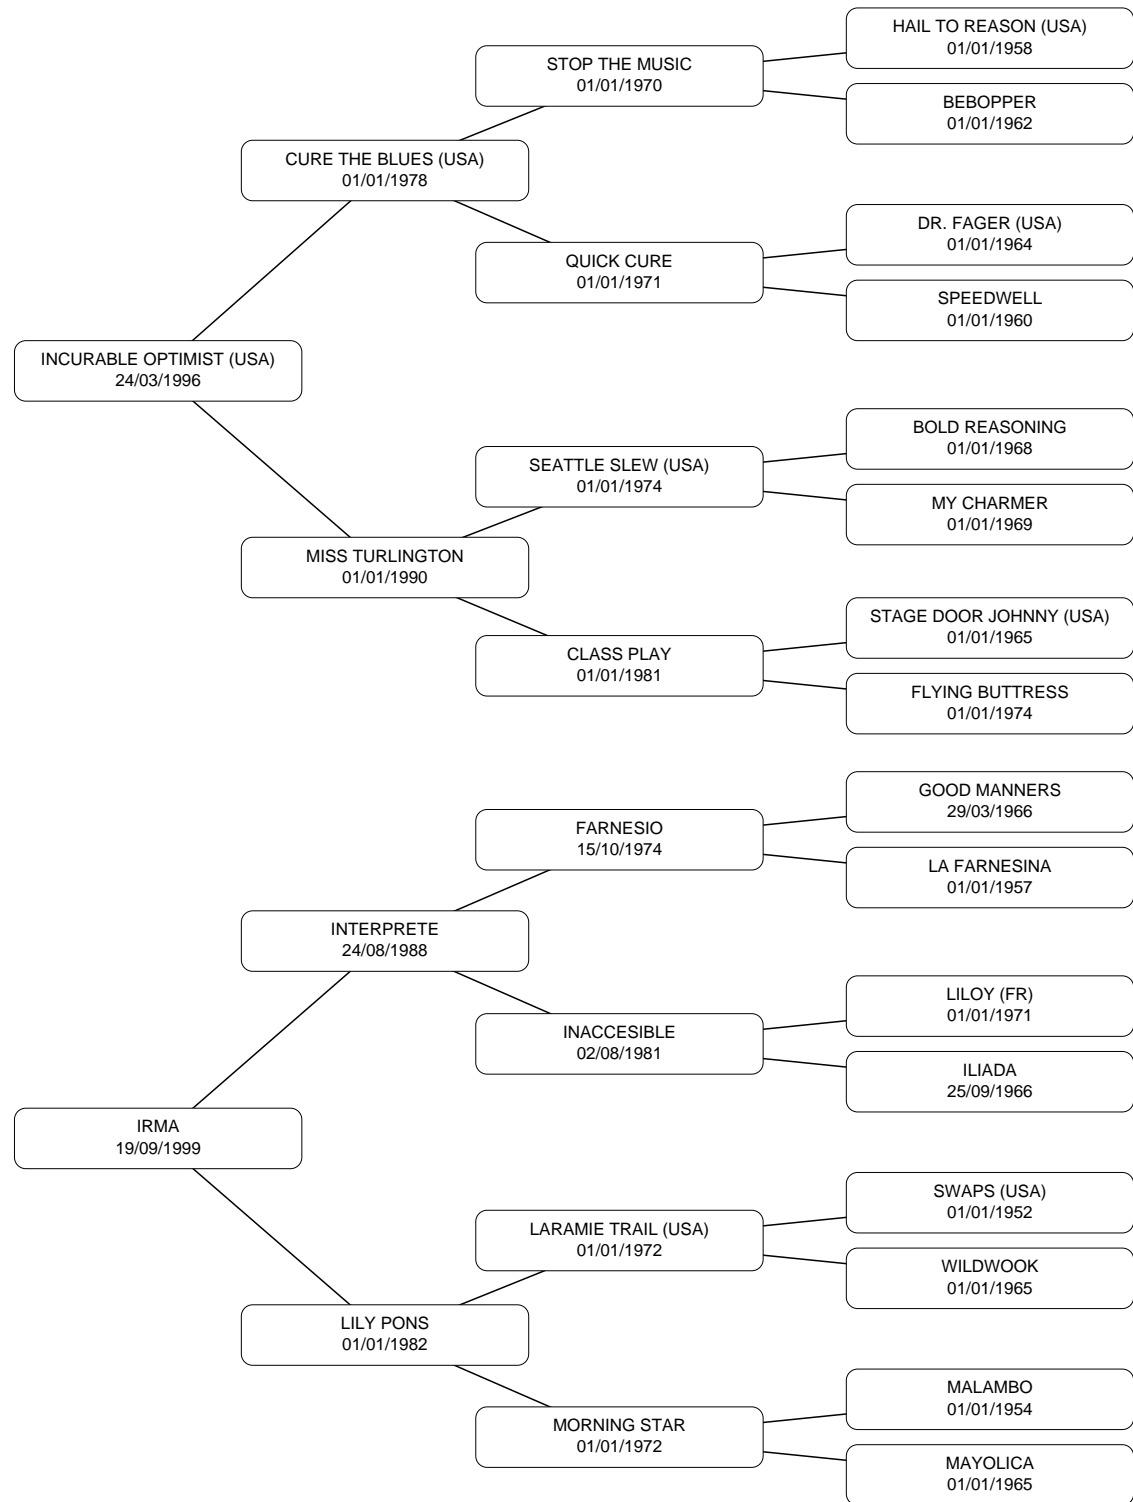 HAIL TO REASON (USA)
01/01/1958
STOP THE MUSIC
01/01/1970
BEBOPPER
01/01/1962
CURE THE BLUES (USA)
01/01/1978
DR. FAGER (USA)
01/01/1964
QUICK CURE
01/01/1971
SPEEDWELL
01/01/1960
INCURABLE OPTIMIST (USA)
24/03/1996
BOLD REASONING
01/01/1968
SEATTLE SLEW (USA)
01/01/1974
MY CHARMER
01/01/1969
MISS TURLINGTON
01/01/1990
STAGE DOOR JOHNNY (USA)
01/01/1965
CLASS PLAY
01/01/1981
FLYING BUTTRESS
01/01/1974
GOOD MANNERS
29/03/1966
FARNESIO
15/10/1974
LA FARNESINA
01/01/1957
INTERPRETE
24/08/1988
LILOY (FR)
01/01/1971
INACCESIBLE
02/08/1981
ILIADA
25/09/1966
IRMA
19/09/1999
SWAPS (USA)
01/01/1952
LARAMIE TRAIL (USA)
01/01/1972
WILDWOOK
01/01/1965
LILY PONS
01/01/1982
MALAMBO
01/01/1954
MORNING STAR
01/01/1972
MAYOLICA
01/01/1965